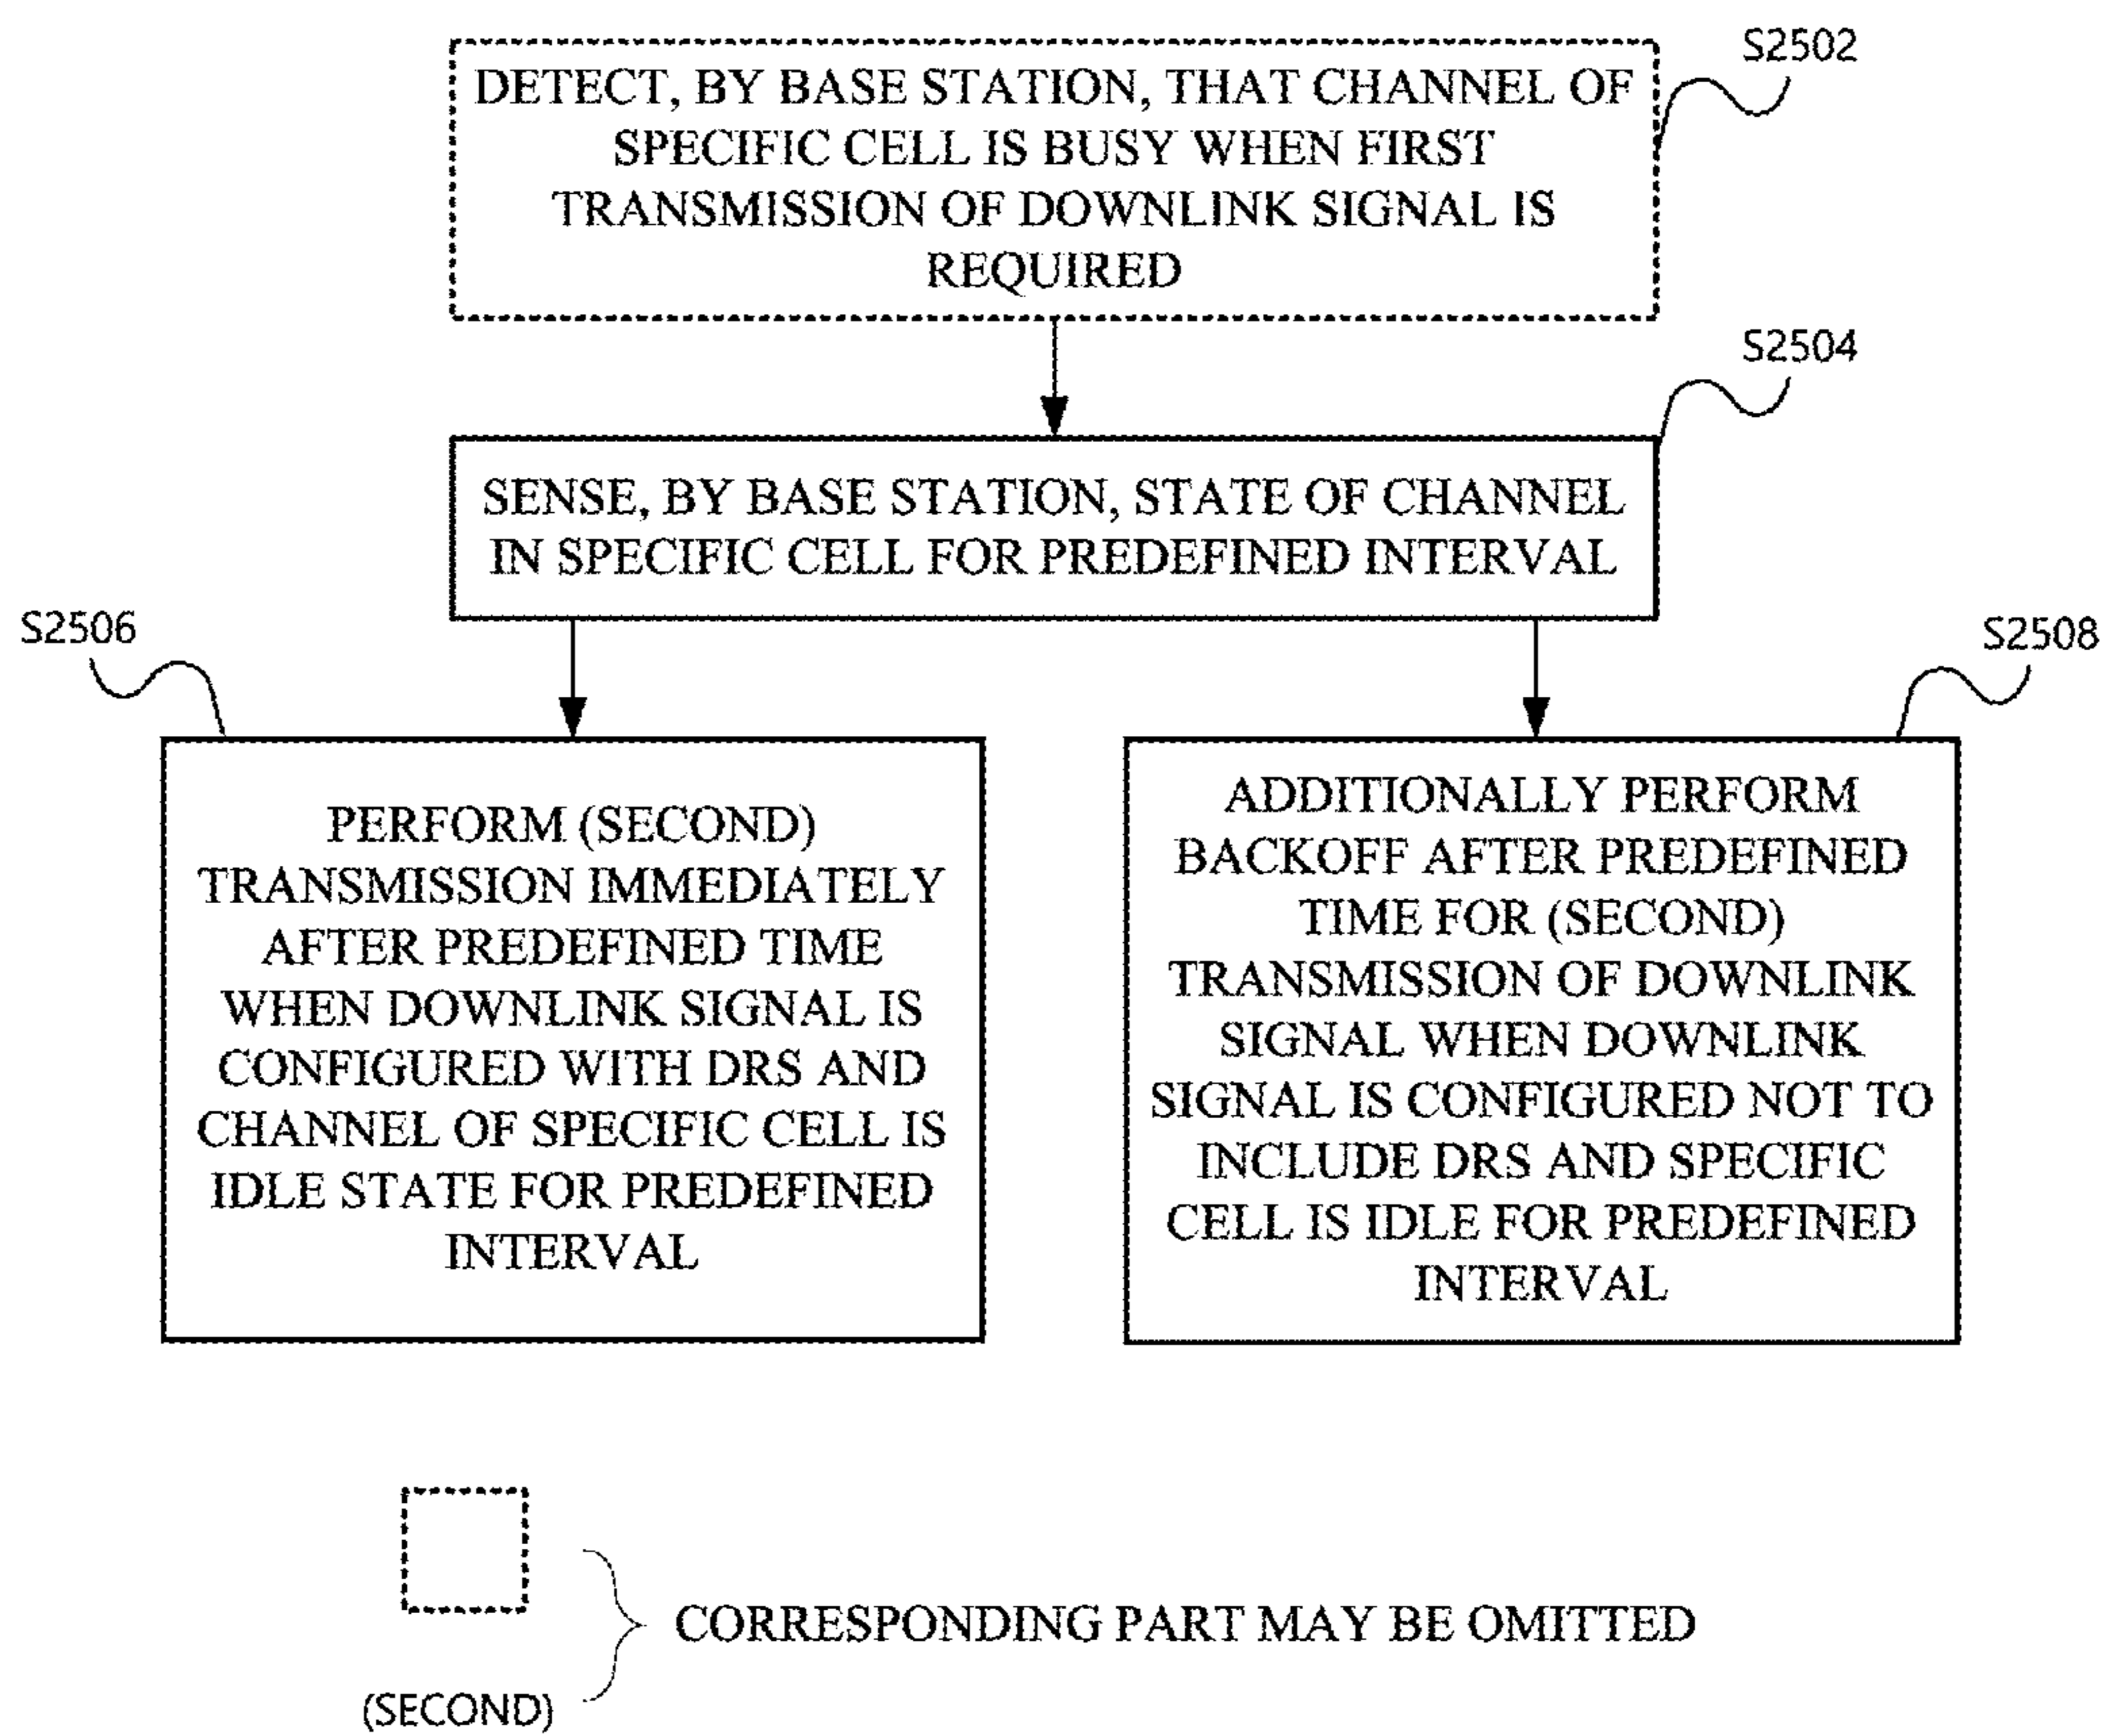 S2502
DETECT, BY BASE STATION, THAT CHANNEL OF
SPECIFIC CELL IS BUSY WHEN FIRST
TRANSMISSION OF DOWNLINK SIGNAL IS
REQUIRED
S2504
SENSE, BY BASE STATION, STATE OF CHANNEL
IN SPECIFIC CELL FOR PREDEFINED INTERVAL
S2506
PERFORM (SECOND)
TRANSMISSION IMMEDIATELY
AFTER PREDEFINED TIME
WHEN DOWNLINK SIGNAL IS
CONFIGURED WITH DRS AND
CHANNEL OF SPECIFIC CELL IS
IDLE STATE FOR PREDEFINED
INTERVAL
S2508
ADDITIONALLY PERFORM
BACKOFF AFTER PREDEFINED
TIME FOR (SECOND)
TRANSMISSION OF DOWNLINK
SIGNAL WHEN DOWNLINK
SIGNAL IS CONFIGURED NOT TO
INCLUDE DRS AND SPECIFIC
CELL IS IDLE FOR PREDEFINED
INTERVAL
CORRESPONDING PART MAY BE OMITTED
(SECOND)